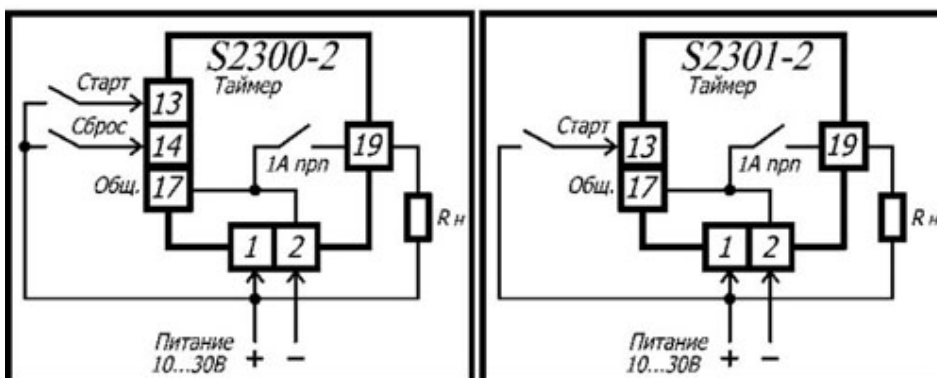 S2300-2
Таймер
Старт
13
Сброс
14
Общ.
17
1А прп
19
R н
1
2
Питание
10...30В
+
−
S2301-2
Таймер
Старт
13
Общ.
17
1А прп
19
R н
1
2
Питание
10...30В
+
−